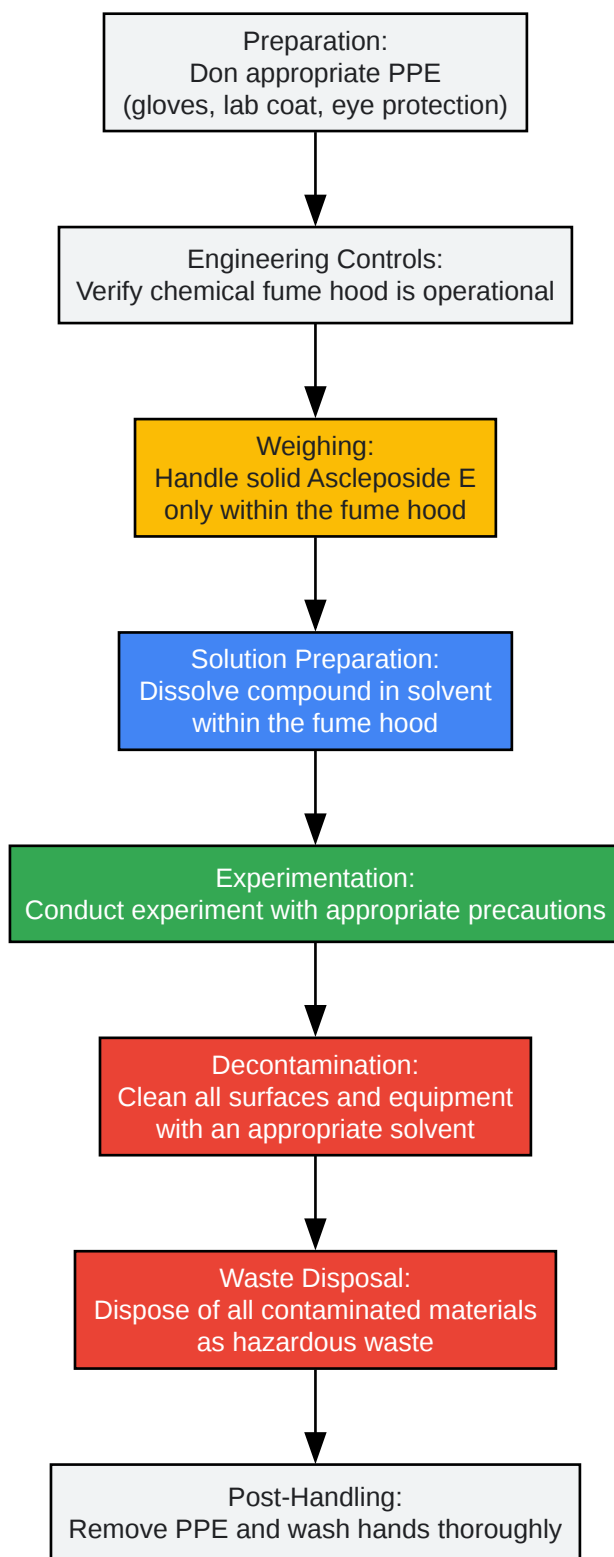 Preparation:
Don appropriate PPE
(gloves, lab coat, eye protection)
Engineering Controls:
Verify chemical fume hood is operational
Weighing:
Handle solid Ascleposide E
only within the fume hood
Solution Preparation:
Dissolve compound in solvent
within the fume hood
Experimentation:
Conduct experiment with appropriate precautions
Decontamination:
Clean all surfaces and equipment
with an appropriate solvent
Waste Disposal:
Dispose of all contaminated materials
as hazardous waste
Post-Handling:
Remove PPE and wash hands thoroughly